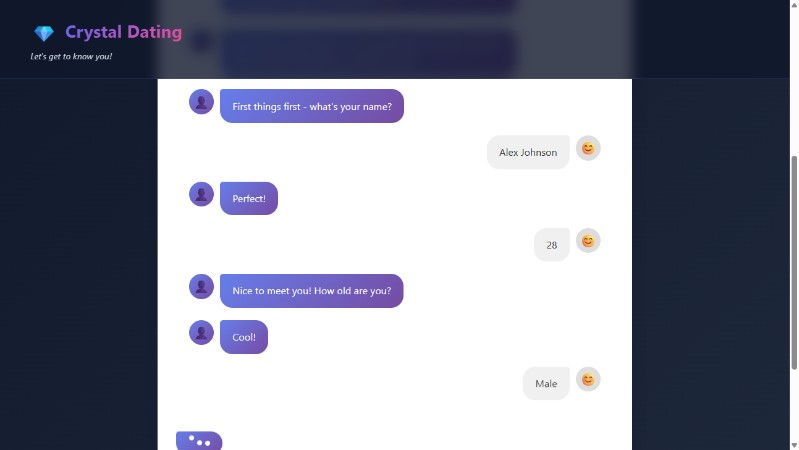 Crystal Dating
Let's get to know you!
First things first - what's your name?
Alex Johnson
Perfect!
28
Nice to meet you! How old are you?
Cool!
Male